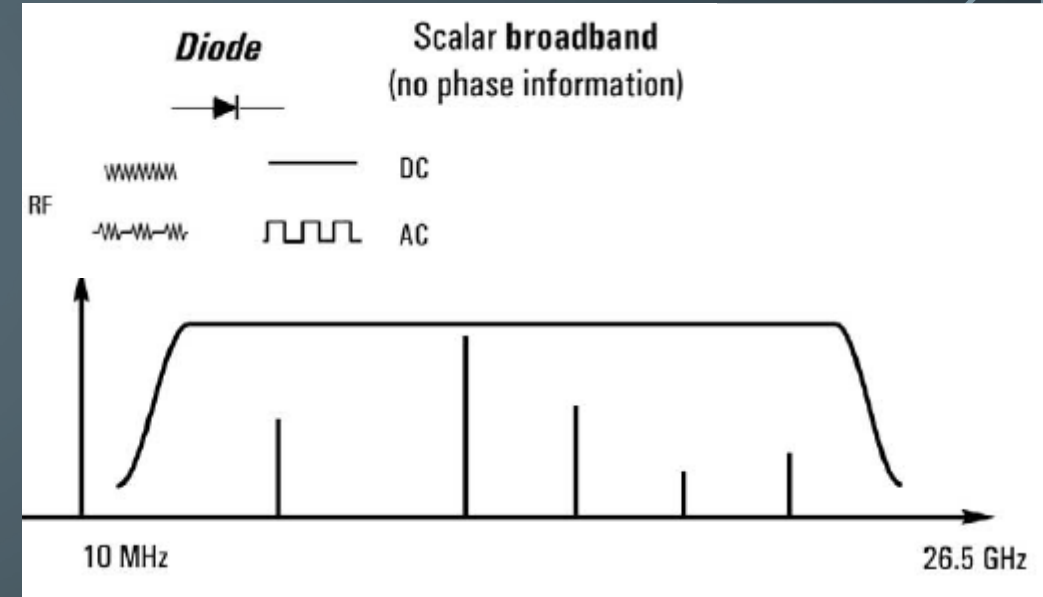 Diode
Scalar broadband
(no phase information)
DC
RF
AC
10 MHz
26.5 GHz